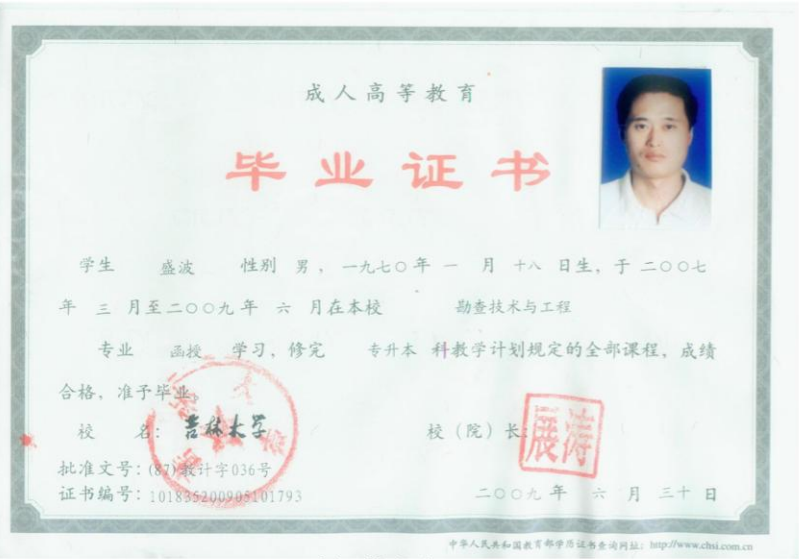 成人高等教育
毕业证书
学生 盛波 性别 男，一九七〇年 一 月 十八 日生，于二〇〇七
年 三 月至二〇〇九年 六 月在本校 勘查技术与工程
专业 函授 学习，修完 专升本 科教学计划规定的全部课程，成绩
合格，准予毕业。
校 名：吉林大学 校（院）长：展涛
批准文号：(87)教计字036号
证书编号：101835200905101793 二〇〇九年 六 月 三十日
中华人民共和国教育部学历证书查询网址：http://www.chsi.com.cn